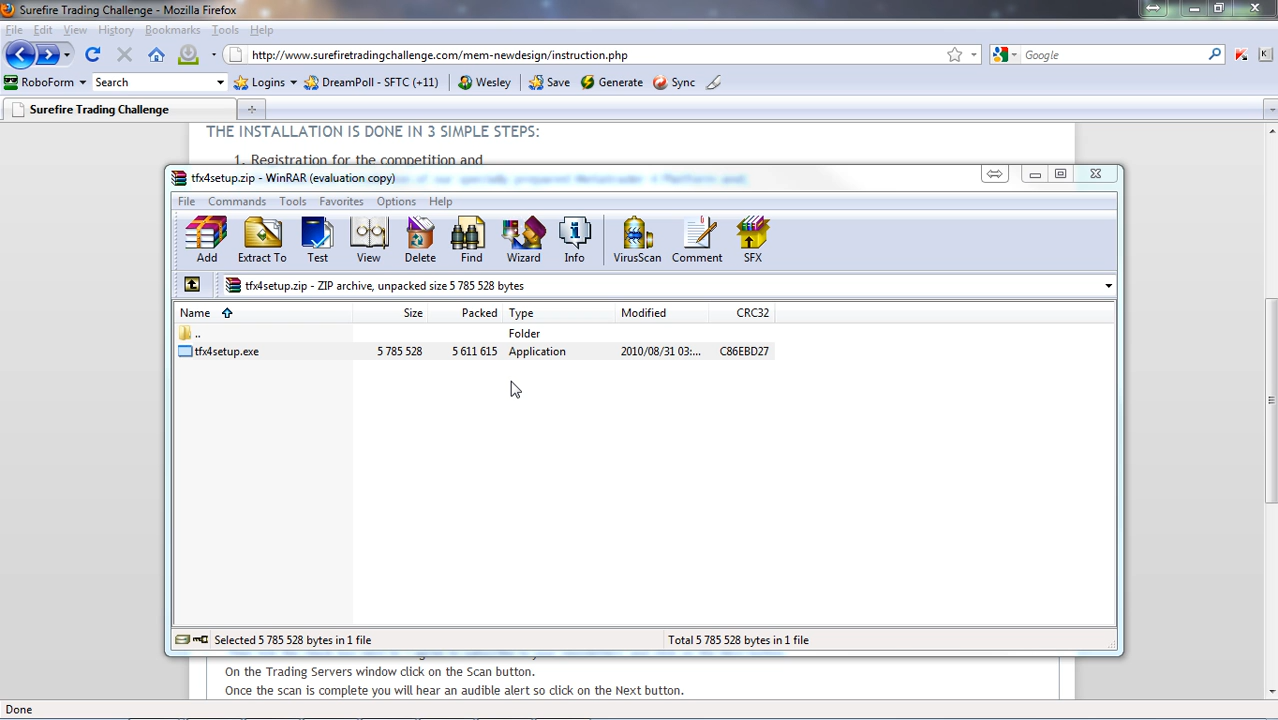 Surefire Trading Challenge - Mozilla Firefox
File Edit View History Bookmarks Tools Help
http://www.surefiretradingchallenge.com/mem-newdesign/instruction.php
Google
RoboForm Search Logins DreamPoll - SFTC (+11) Wesley Save Generate Sync
Surefire Trading Challenge
THE INSTALLATION IS DONE IN 3 SIMPLE STEPS:
1. Registration for the competition and
tfx4setup.zip - WinRAR (evaluation copy)
File Commands Tools Favorites Options Help
Add Extract To Test View Delete Find Wizard Info VirusScan Comment SFX
tfx4setup.zip - ZIP archive, unpacked size 5 785 528 bytes
Name Size Packed Type Modified CRC32
.. Folder
tfx4setup.exe 5 785 528 5 611 615 Application 2010/08/31 03:... C86EBD27
Selected 5 785 528 bytes in 1 file Total 5 785 528 bytes in 1 file
On the Trading Servers window click on the Scan button.
Once the scan is complete you will hear an audible alert so click on the Next button.
Done